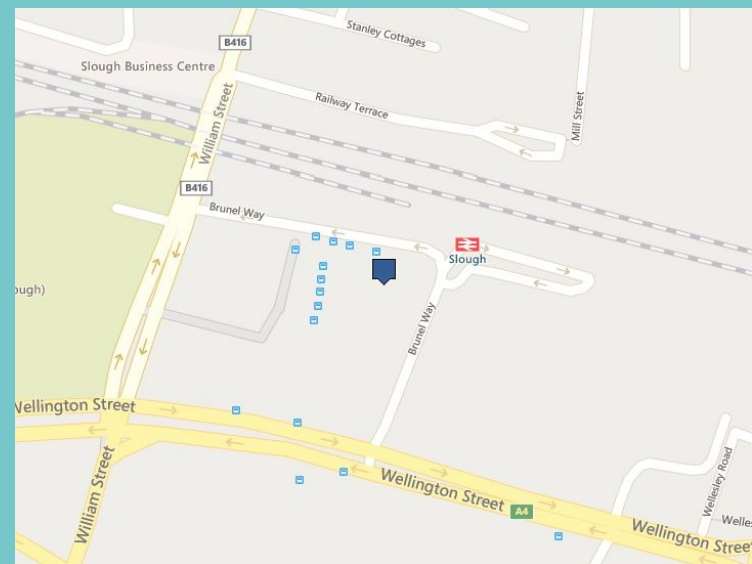 Stanley Cottages
B416
Slough Business Centre
Railway Terrace
Mill Street
William Street
B416
Brunel Way
Slough
ough)
Brunel Way
Wellington Street
William Street
Wellington Street
A4
Wellesley Road
Welles
Wellington Street